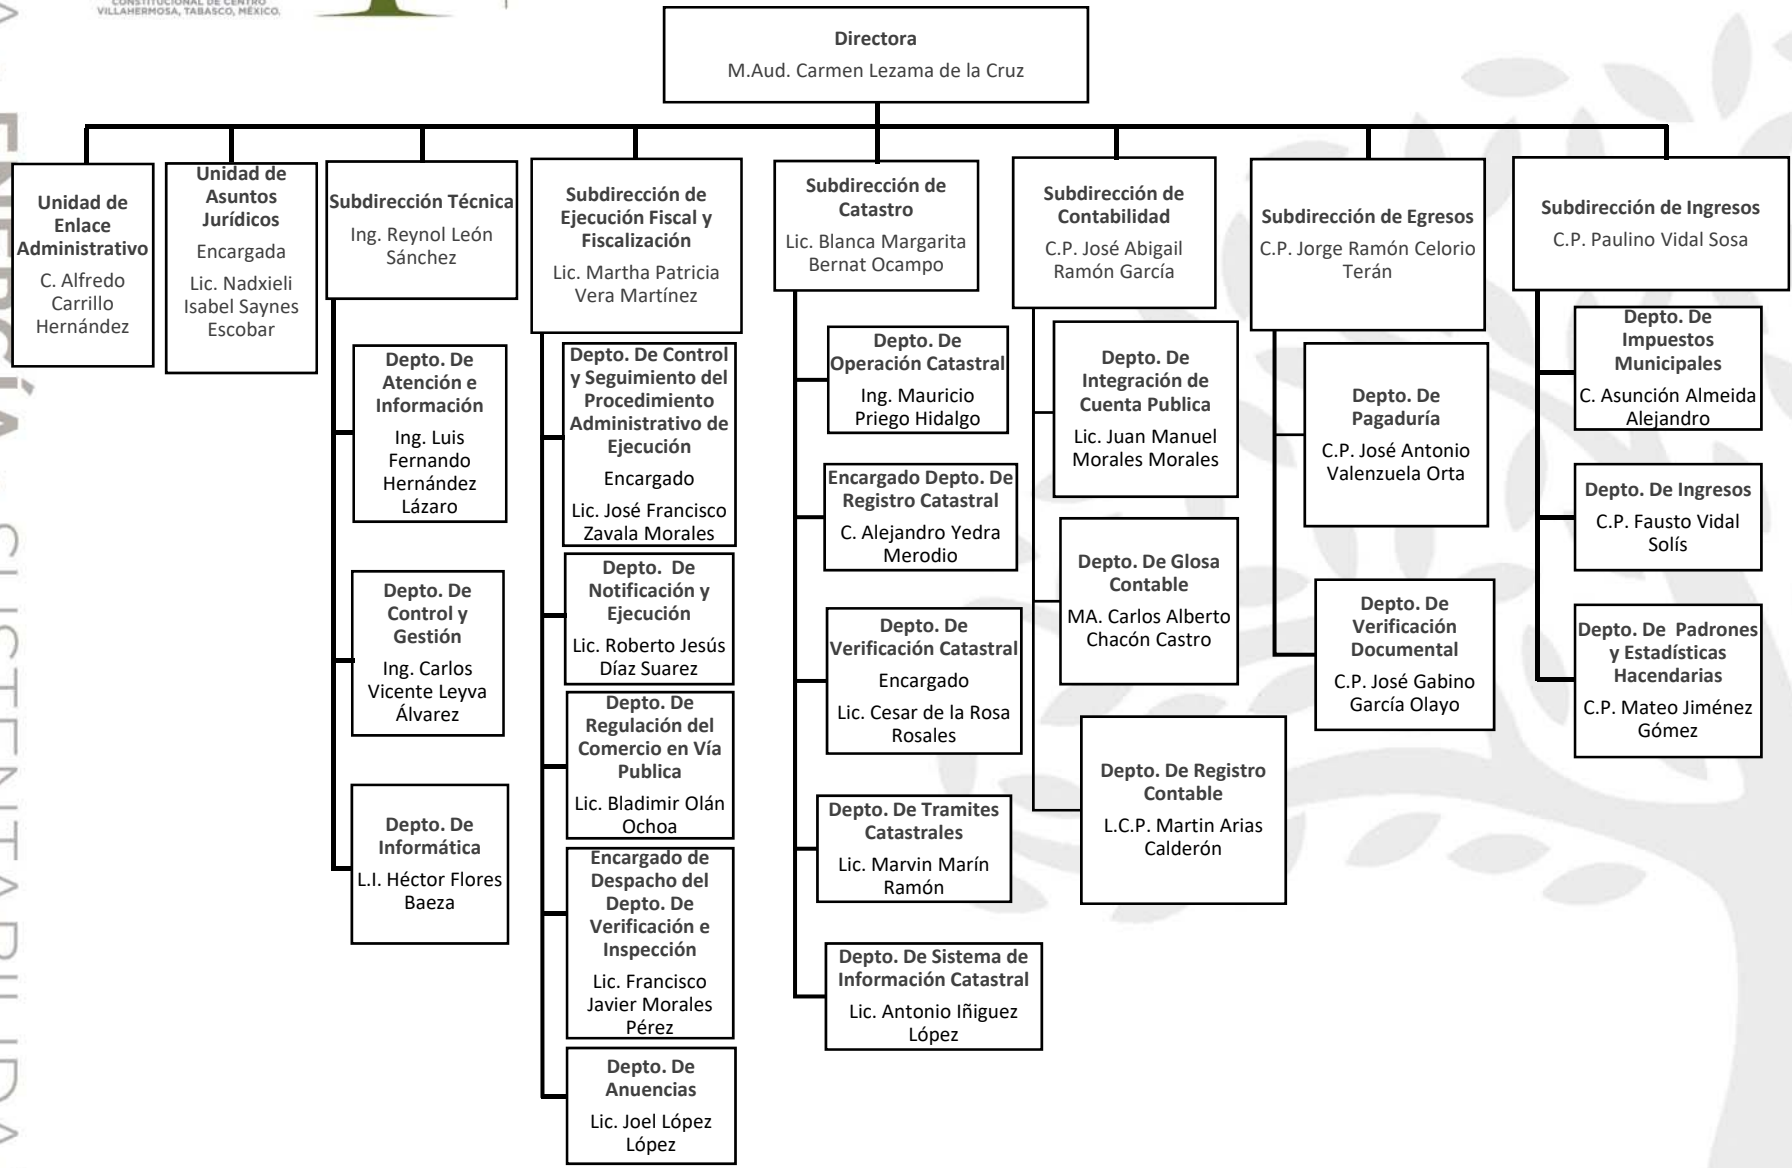 CONSTITUCIONAL DE CENTRO
VILLAHERMOSA, TABASCO, MÉXICO.
Directora
M.Aud. Carmen Lezama de la Cruz
Unidad de
Enlace
Administrativo
C. Alfredo
Carrillo
Hernández
Unidad de
Asuntos
Jurídicos
Encargada
Lic. Nadxieli
Isabel Saynes
Escobar
Subdirección Técnica
Ing. Reynol León
Sánchez
Depto. De
Atención e
Información
Ing. Luis
Fernando
Hernández
Lázaro
Depto. De
Control y
Gestión
Ing. Carlos
Vicente Leyva
Álvarez
Depto. De
Informática
L.I. Héctor Flores
Baeza
Subdirección de
Ejecución Fiscal y
Fiscalización
Lic. Martha Patricia
Vera Martínez
Depto. De Control
y Seguimiento del
Procedimiento
Administrativo de
Ejecución
Encargado
Lic. José Francisco
Zavala Morales
Depto. De
Notificación y
Ejecución
Lic. Roberto Jesús
Díaz Suarez
Depto. De
Regulación del
Comercio en Vía
Publica
Lic. Bladimir Olán
Ochoa
Encargado de
Despacho del
Depto. De
Verificación e
Inspección
Lic. Francisco
Javier Morales
Pérez
Depto. De
Anuencias
Lic. Joel López
López
Subdirección de
Catastro
Lic. Blanca Margarita
Bernat Ocampo
Depto. De
Operación Catastral
Ing. Mauricio
Priego Hidalgo
Encargado Depto. De
Registro Catastral
C. Alejandro Yedra
Merodio
Depto. De
Verificación Catastral
Encargado
Lic. Cesar de la Rosa
Rosales
Depto. De Tramites
Catastrales
Lic. Marvin Marín
Ramón
Depto. De Sistema de
Información Catastral
Lic. Antonio Iñiguez
López
Subdirección de
Contabilidad
C.P. José Abigail
Ramón García
Depto. De
Integración de
Cuenta Publica
Lic. Juan Manuel
Morales Morales
Depto. De Glosa
Contable
MA. Carlos Alberto
Chacón Castro
Depto. De Registro
Contable
L.C.P. Martin Arias
Calderón
Subdirección de Egresos
C.P. Jorge Ramón Celorio
Terán
Depto. De
Pagaduría
C.P. José Antonio
Valenzuela Orta
Depto. De
Verificación
Documental
C.P. José Gabino
García Olayo
Subdirección de Ingresos
C.P. Paulino Vidal Sosa
Depto. De
Impuestos
Municipales
C. Asunción Almeida
Alejandro
Depto. De Ingresos
C.P. Fausto Vidal
Solís
Depto. De Padrones
y Estadísticas
Hacendarias
C.P. Mateo Jiménez
Gómez